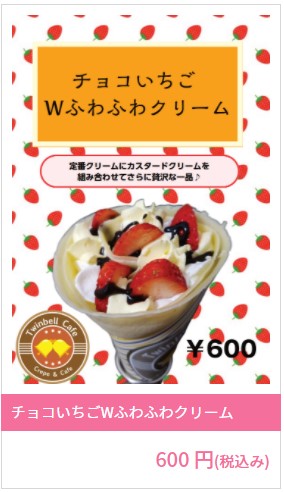 チョコいちご
Wふわふわクリーム
定番クリームにカスタードクリームを
組み合わせてさらに贅沢な一品♪
Twinbell Cafe
Crepe & Cafe
¥600
チョコいちごWふわふわクリーム
600 円(税込み)